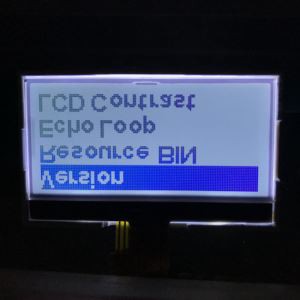 LCD Contrast
Echo Loop
Resource BIN
Version